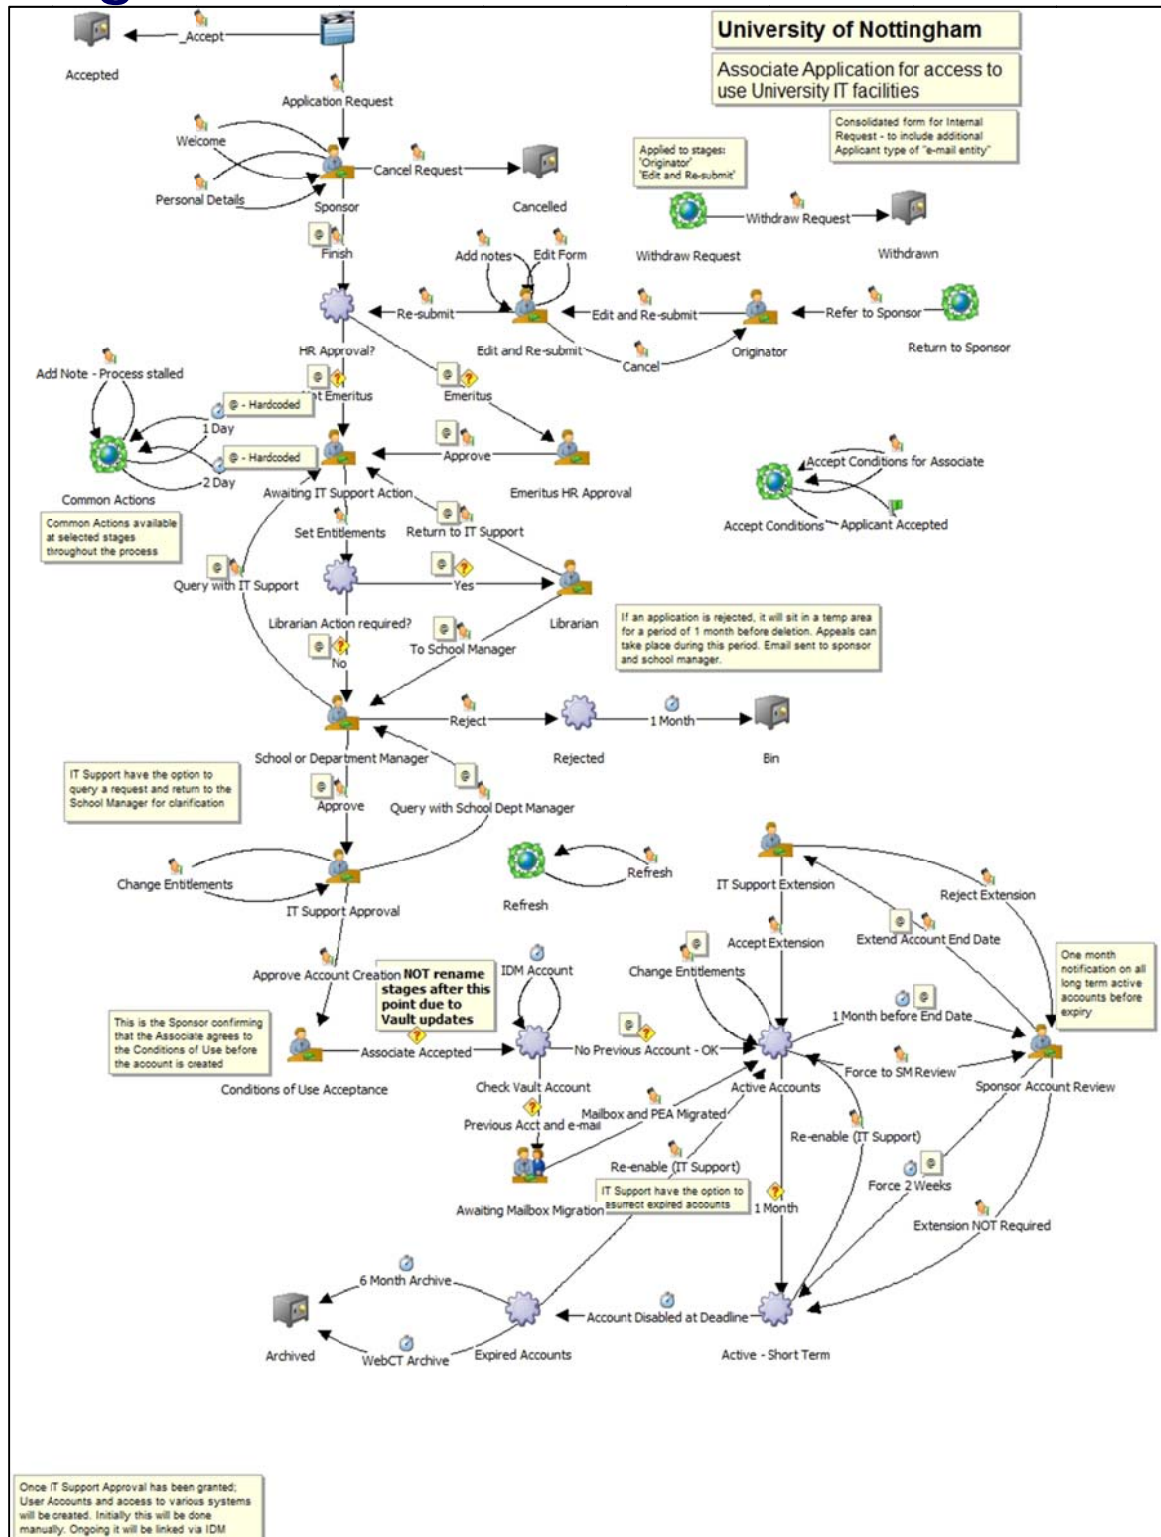 University of Nottingham
Associate Application for access to
use University IT facilities
Consolidated form for Internal
Request - to include additional
Applicant type of "e-mail entity"
_Accept
Accepted
Application Request
Welcome
Personal Details
Sponsor
Cancel Request
Cancelled
Applied to stages:
'Originator'
'Edit and Re-submit'
Withdraw Request
Withdraw Request
Withdrawn
@
Finish
Add notes
Edit Form
HR Approval?
Re-submit
Edit and Re-submit
Edit and Re-submit
Cancel
Originator
Refer to Sponsor
Return to Sponsor
Add Note - Process stalled
@ - Hardcoded
1 Day
@ - Hardcoded
2 Day
Common Actions
Common Actions available
at selected stages
throughout the process
@
Not Emeritus
@
Emeritus
@
Approve
Awaiting IT Support Action
Emeritus HR Approval
Accept Conditions for Associate
Accept Conditions
Applicant Accepted
Set Entitlements
@
Return to IT Support
@
Query with IT Support
@
Yes
Librarian Action required?
Librarian
@
No
@
To School Manager
If an application is rejected, it will sit in a temp area
for a period of 1 month before deletion. Appeals can
take place during this period. Email sent to sponsor
and school manager.
School or Department Manager
Reject
Rejected
1 Month
Bin
IT Support have the option to
query a request and return to the
School Manager for clarification
@
Approve
@
Query with School Dept Manager
Change Entitlements
IT Support Approval
Refresh
Refresh
IT Support Extension
Reject Extension
Accept Extension
@
Extend Account End Date
One month
notification on all
long term active
accounts before
expiry
Approve Account Creation
NOT rename
stages after this
point due to
Vault updates
IDM Account
@
Change Entitlements
This is the Sponsor confirming
that the Associate agrees to
the Conditions of Use before
the account is created
Conditions of Use Acceptance
Associate Accepted
Check Vault Account
@
No Previous Account - OK
Active Accounts
@
1 Month before End Date
Force to SM Review
Sponsor Account Review
Previous Acct and e-mail
Mailbox and PEA Migrated
Awaiting Mailbox Migration
Re-enable (IT Support)
IT Support have the option to
resurrect expired accounts
1 Month
Re-enable (IT Support)
@
Force 2 Weeks
Extension NOT Required
6 Month Archive
Archived
WebCT Archive
Expired Accounts
Account Disabled at Deadline
Active - Short Term
Once IT Support Approval has been granted;
User Accounts and access to various systems
will be created. Initially this will be done
manually. Ongoing it will be linked via IDM